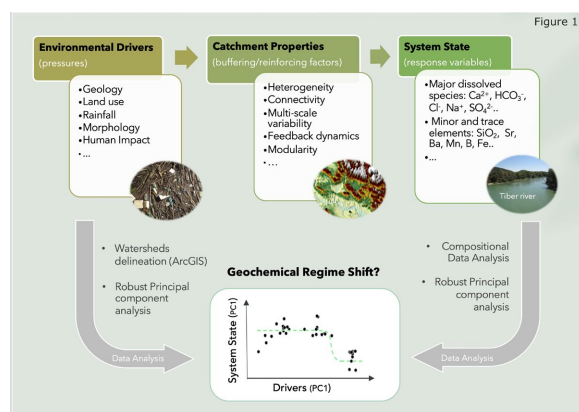 Figure 1
Environmental Drivers
(pressures)
•Geology
•Land use
•Rainfall
•Morphology
•Human Impact
• ...
Catchment Properties
(buffering/reinforcing factors)
•Heterogeneity
•Connectivity
•Multi-scale
variability
•Feedback dynamics
•Modularity
• ...
System State
(response variables)
•Major dissolved
species: Ca²⁺, HCO₃⁻,
Cl⁻, Na⁺, SO₄²⁻..
•Minor and trace
elements: SiO₂, Sr,
Ba, Mn, B, Fe..
•...
Tiber river
• Watersheds
delineation (ArcGIS)
• Robust Principal
component
analysis
Data Analysis
Geochemical Regime Shift?
System State (PC1)
Drivers (PC1)
• Compositional
Data Analysis
• Robust Principal
component
analysis
Data Analysis